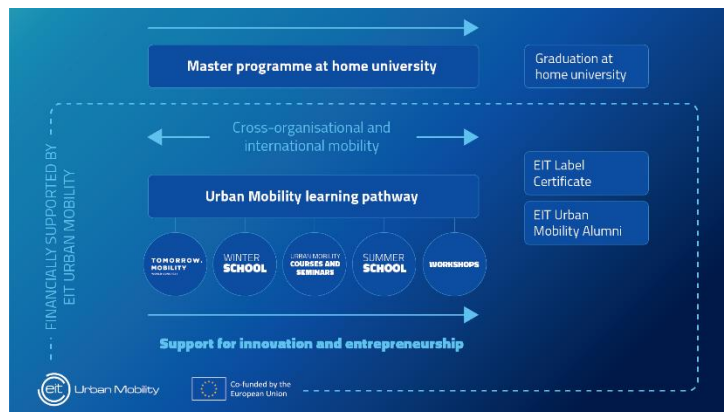 Master programme at home university
Graduation at
home university
FINANCIALLY SUPPORTED BY
EIT URBAN MOBILITY
Cross-organisational and
international mobility
EIT Label
Certificate
Urban Mobility learning pathway
EIT Urban
Mobility Alumni
TOMORROW.
MOBILITY
WINTER
SCHOOL
URBAN MOBILITY
COURSES AND
SEMINARS
SUMMER
SCHOOL
WORKSHOPS
Support for innovation and entrepreneurship
eit Urban Mobility
Co-funded by the
European Union